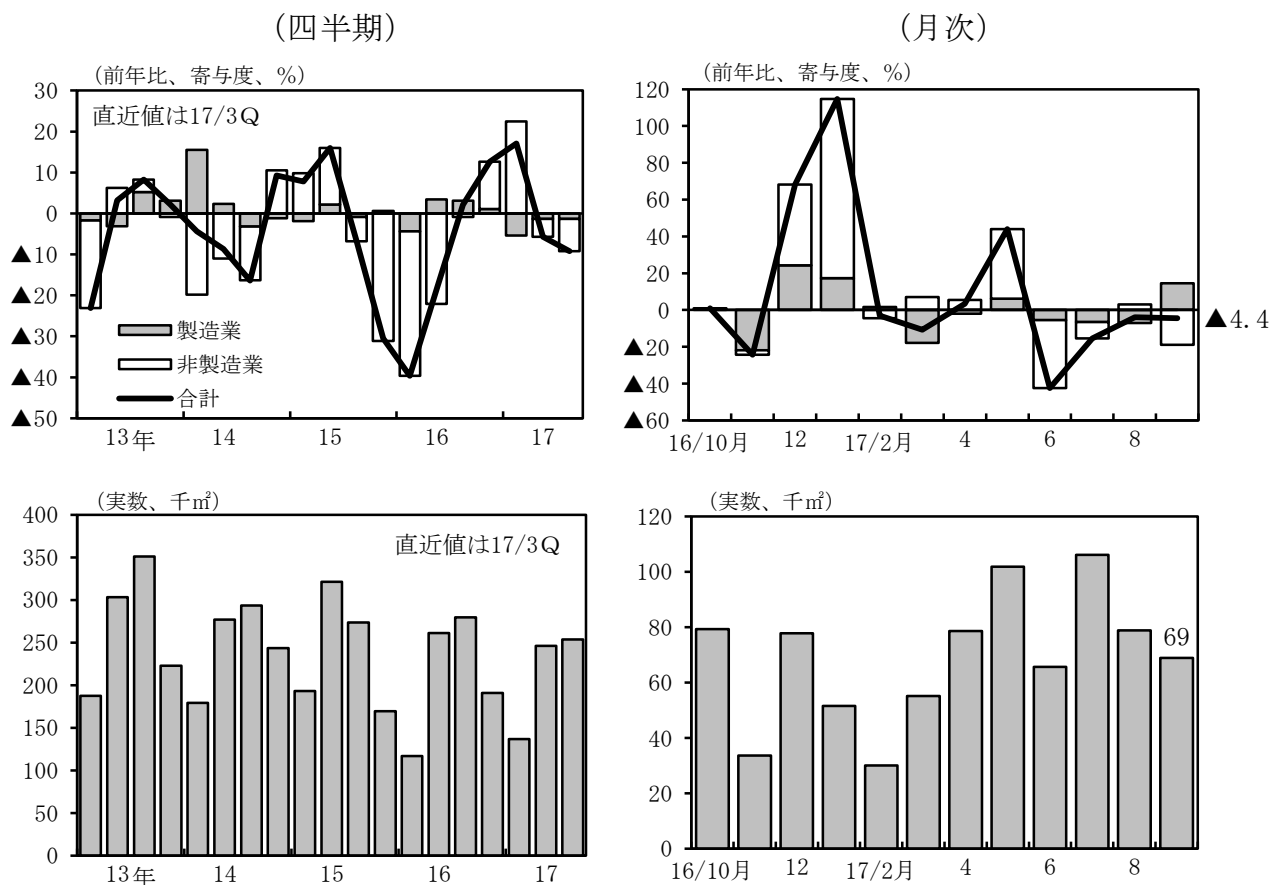 (四半期)
(前年比、寄与度、%)
直近値は17/3Q
30
20
10
0
▲10
▲20
▲30
▲40
▲50
製造業
非製造業
合計
13年 14 15 16 17
(月次)
(前年比、寄与度、%)
120
100
80
60
40
20
0
▲20
▲40
▲60
▲4.4
16/10月 12 17/2月 4 6 8
(実数、千㎡)
直近値は17/3Q
400
350
300
250
200
150
100
50
0
13年 14 15 16 17
(実数、千㎡)
120
100
80
60
40
20
0
69
16/10月 12 17/2月 4 6 8